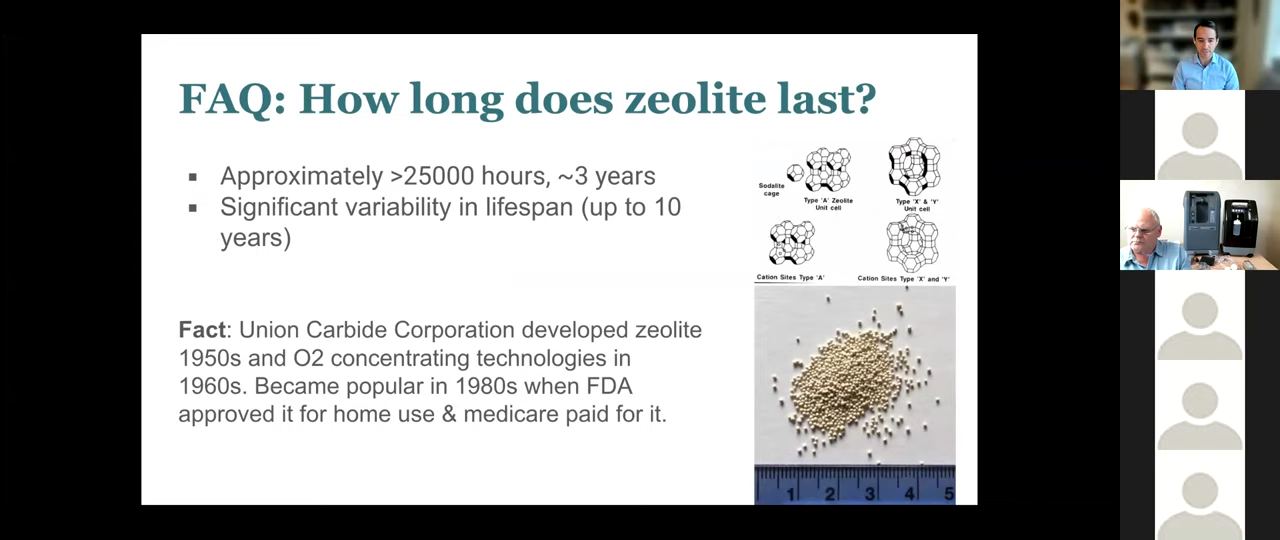 FAQ: How long does zeolite last?
▪ Approximately >25000 hours, ~3 years
▪ Significant variability in lifespan (up to 10
years)
Fact: Union Carbide Corporation developed zeolite
1950s and O2 concentrating technologies in
1960s. Became popular in 1980s when FDA
approved it for home use & medicare paid for it.
Sodalite
cage
Type 'A' Zeolite
Unit cell
Type 'X' & 'Y'
Unit cell
Cation Sites Type 'A'
Cation Sites Type 'X' and 'Y'
1 2 3 4 5